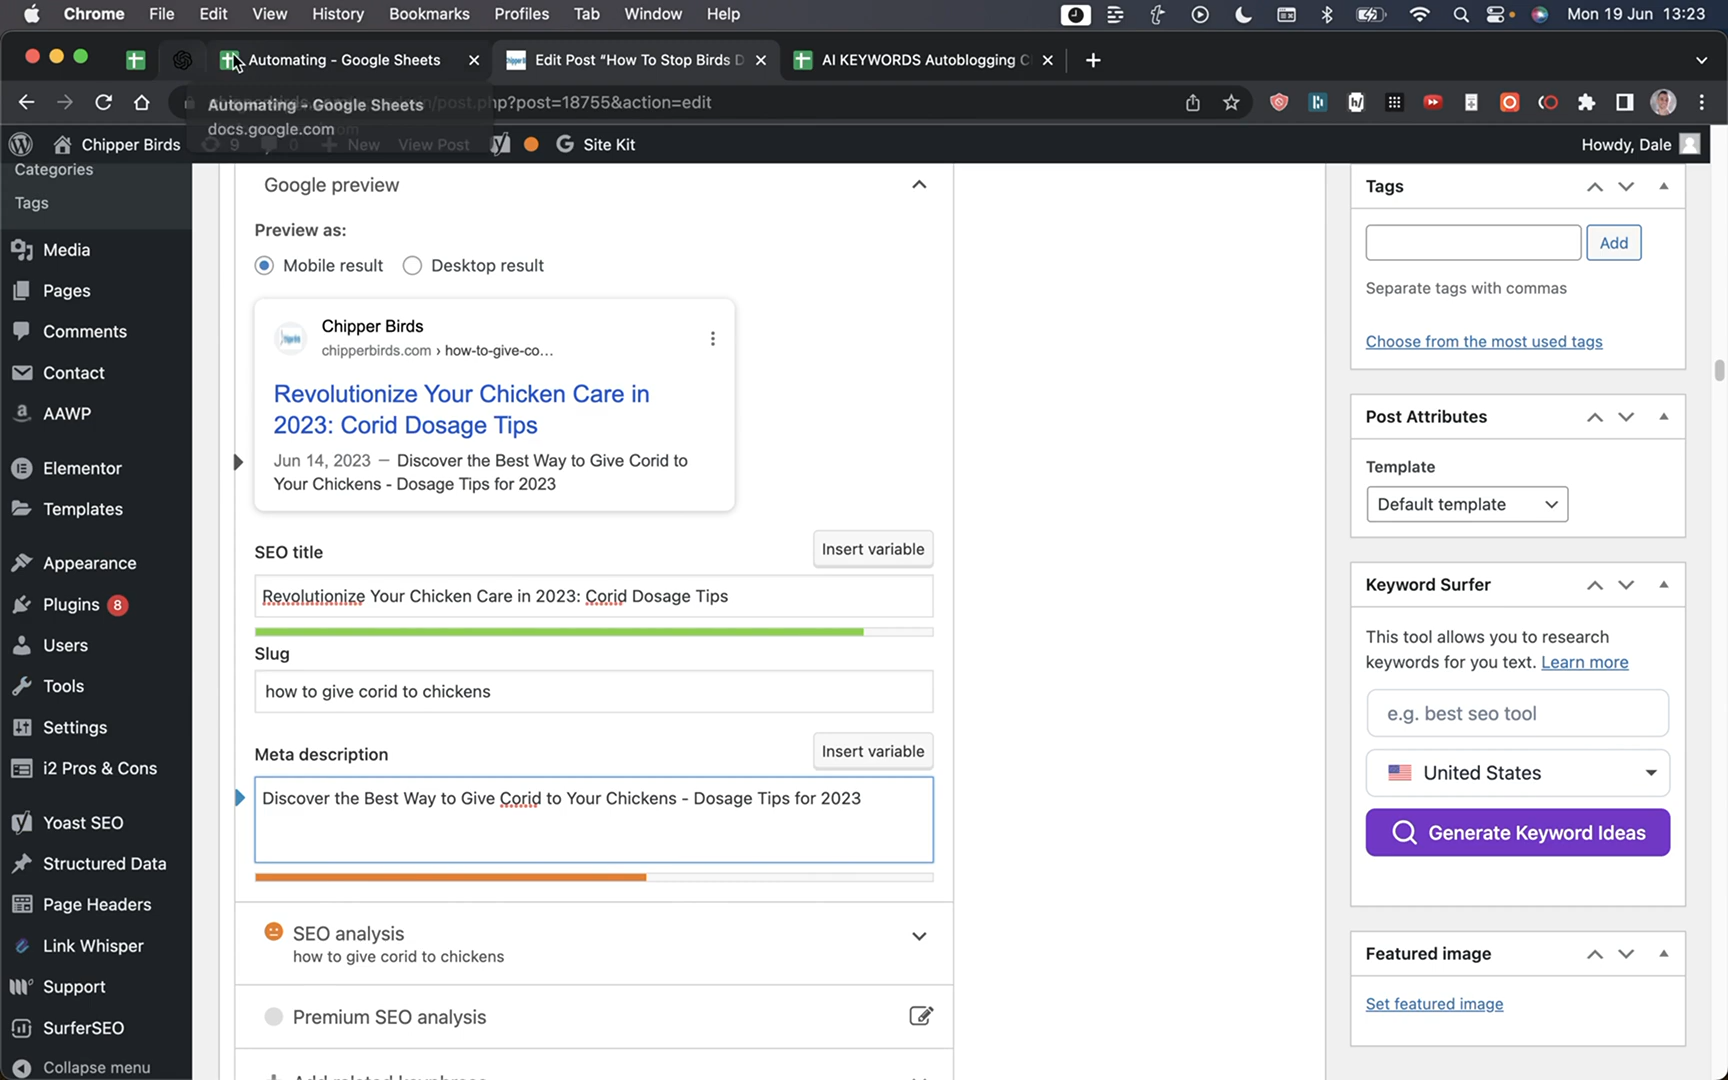 Chrome File Edit View History Bookmarks Profiles Tab Window Help Mon 19 Jun 13:23
Automating - Google Sheets
Edit Post “How To Stop Birds D
AI KEYWORDS Autoblogging C
Automating - Google Sheets
docs.google.com
/post.php?post=18755&action=edit
Chipper Birds 9 0 New View Post Site Kit Howdy, Dale
Categories
Tags
Media
Pages
Comments
Contact
AAWP
Elementor
Templates
Appearance
Plugins 8
Users
Tools
Settings
i2 Pros & Cons
Yoast SEO
Structured Data
Page Headers
Link Whisper
Support
SurferSEO
Collapse menu
Google preview
Preview as:
Mobile result Desktop result
Chipper Birds
chipperbirds.com › how-to-give-co...
Revolutionize Your Chicken Care in
2023: Corid Dosage Tips
Jun 14, 2023 – Discover the Best Way to Give Corid to
Your Chickens - Dosage Tips for 2023
SEO title
Insert variable
Revolutionize Your Chicken Care in 2023: Corid Dosage Tips
Slug
how to give corid to chickens
Meta description
Insert variable
Discover the Best Way to Give Corid to Your Chickens - Dosage Tips for 2023
SEO analysis
how to give corid to chickens
Premium SEO analysis
Add related keyphrase
Tags
Add
Separate tags with commas
Choose from the most used tags
Post Attributes
Template
Default template
Keyword Surfer
This tool allows you to research
keywords for you text. Learn more
e.g. best seo tool
United States
Generate Keyword Ideas
Featured image
Set featured image